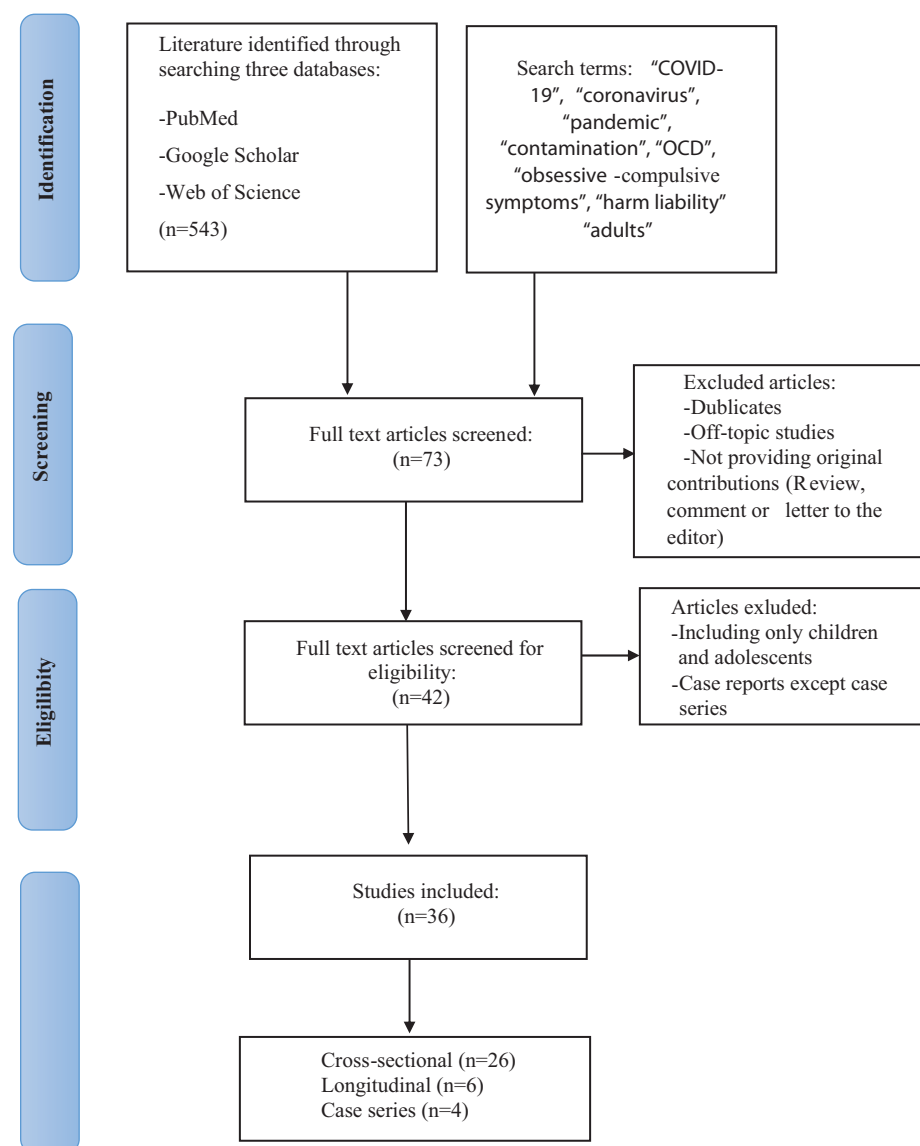 Identification
Literature identified through
searching three databases:
-PubMed
-Google Scholar
-Web of Science
(n=543)
Search terms: “COVID-
19”, “coronavirus”,
“pandemic”,
“contamination”, “OCD”,
“obsessive -compulsive
symptoms”, “harm liability”
“adults”
Screening
Full text articles screened:
(n=73)
Excluded articles:
-Dublicates
-Off-topic studies
-Not providing original
contributions (Review,
comment or letter to the
editor)
Eligilibity
Full text articles screened for
eligibility:
(n=42)
Articles exluded:
-Including only children
and adolescents
-Case reports except case
series
Studies included:
(n=36)
Cross-sectional (n=26)
Longitudinal (n=6)
Case series (n=4)